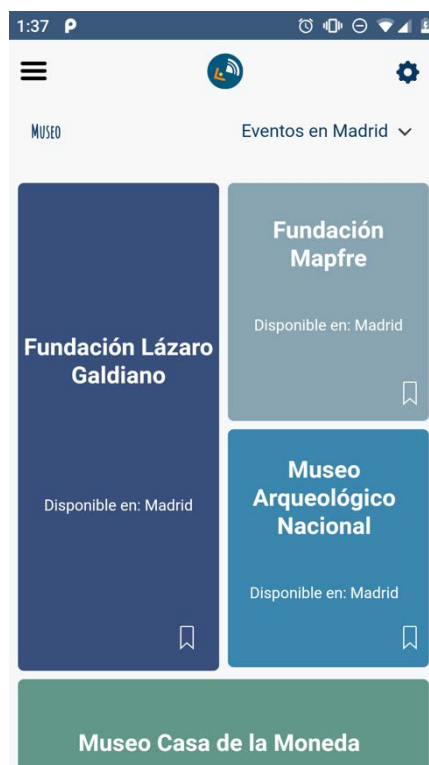 1:37 P
MUSEO
Eventos en Madrid
Fundación
Mapfre
Disponible en: Madrid
Fundación Lázaro
Galdiano
Disponible en: Madrid
Museo
Arqueológico
Nacional
Disponible en: Madrid
Museo Casa de la Moneda